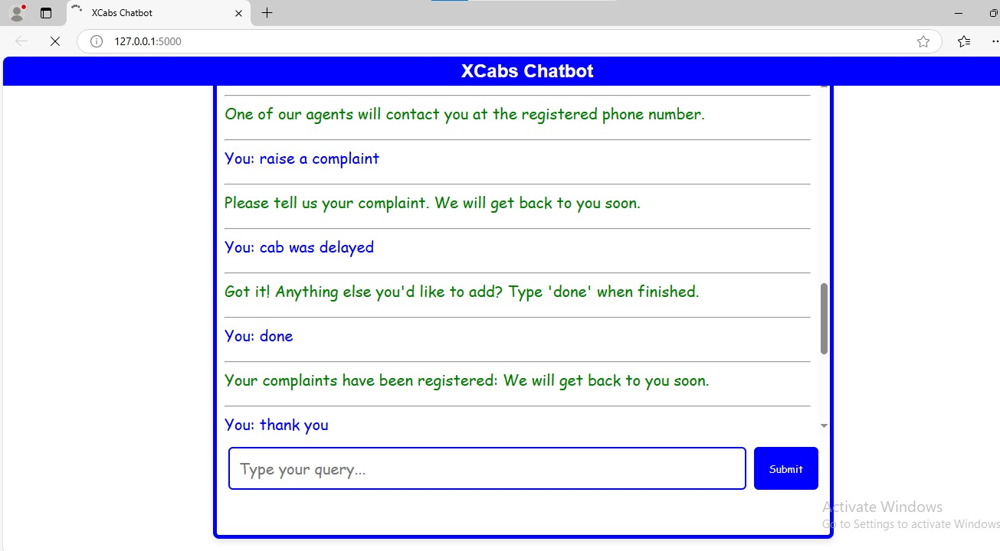 XCabs Chatbot
127.0.0.1:5000
XCabs Chatbot
One of our agents will contact you at the registered phone number.
You: raise a complaint
Please tell us your complaint. We will get back to you soon.
You: cab was delayed
Got it! Anything else you'd like to add? Type 'done' when finished.
You: done
Your complaints have been registered: We will get back to you soon.
You: thank you
Type your query...
Submit
Activate Windows
Go to Settings to activate Windows